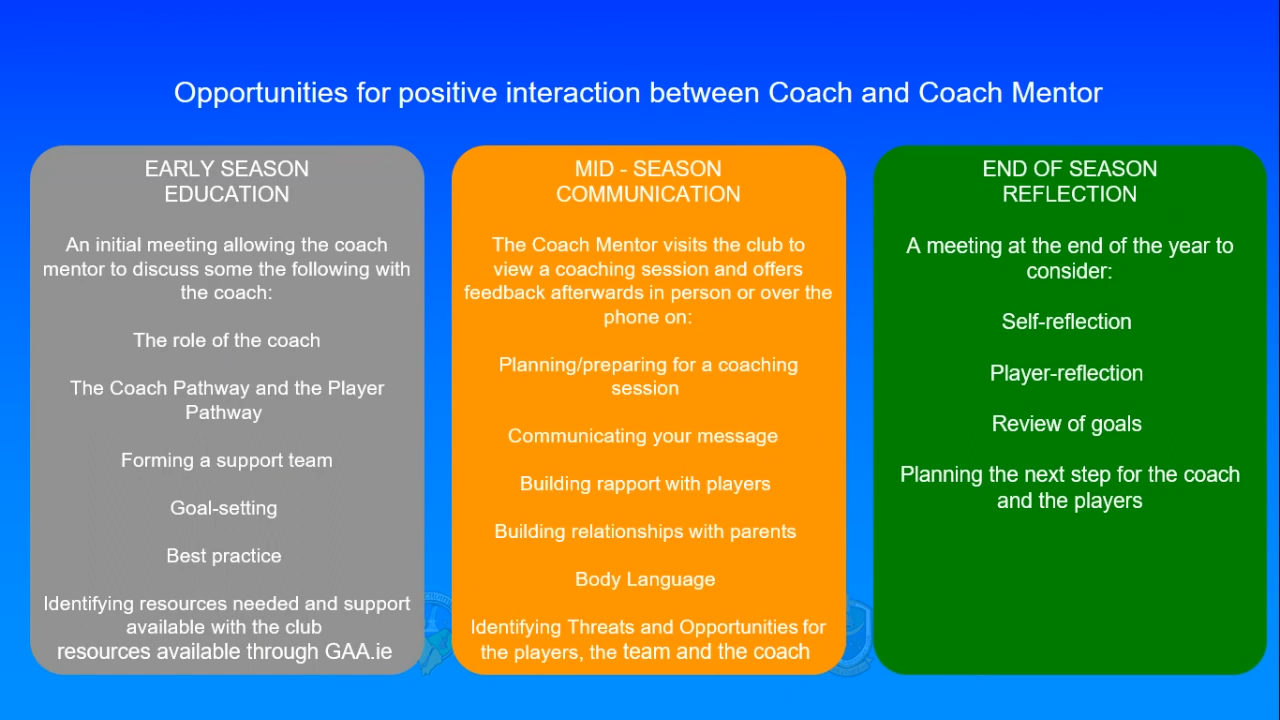 Opportunities for positive interaction between Coach and Coach Mentor
EARLY SEASON
EDUCATION
An initial meeting allowing the coach
mentor to discuss some the following with
the coach:
The role of the coach
The Coach Pathway and the Player
Pathway
Forming a support team
Goal-setting
Best practice
Identifying resources needed and support
available with the club
resources available through GAA.ie
MID - SEASON
COMMUNICATION
The Coach Mentor visits the club to
view a coaching session and offers
feedback afterwards in person or over the
phone on:
Planning/preparing for a coaching
session
Communicating your message
Building rapport with players
Building relationships with parents
Body Language
Identifying Threats and Opportunities for
the players, the team and the coach
END OF SEASON
REFLECTION
A meeting at the end of the year to
consider:
Self-reflection
Player-reflection
Review of goals
Planning the next step for the coach
and the players